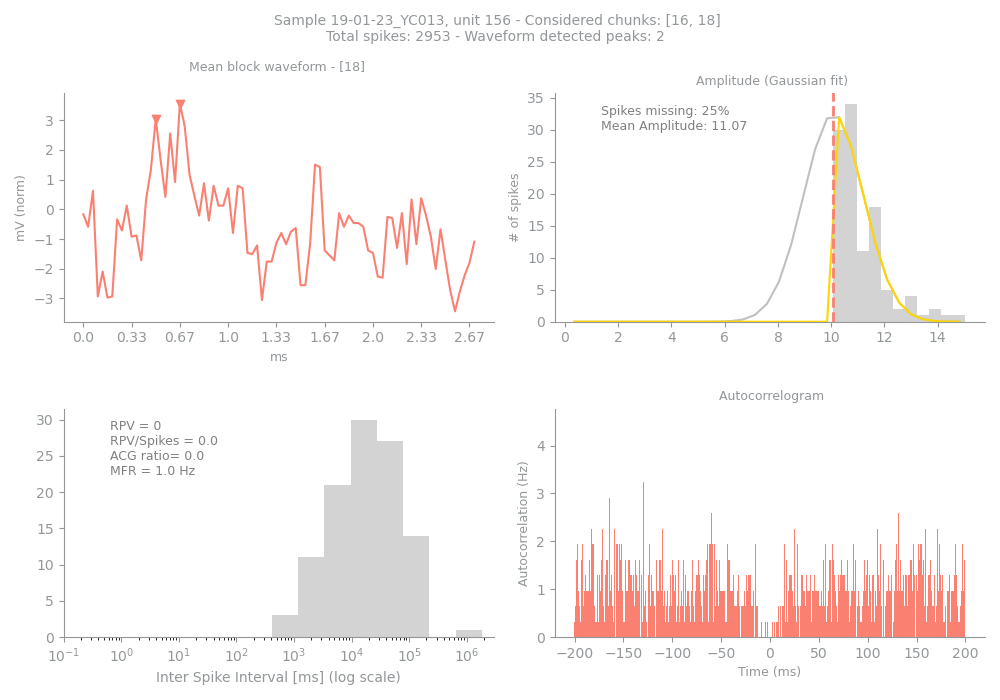 Sample 19-01-23_YC013, unit 156 - Considered chunks: [16, 18]
Total spikes: 2953 - Waveform detected peaks: 2
Mean block waveform - [18]
mV (norm)
3
2
1
0
−1
−2
−3
0.0 0.33 0.67 1.0 1.33 1.67 2.0 2.33 2.67
ms
Amplitude (Gaussian fit)
Spikes missing: 25%
Mean Amplitude: 11.07
# of spikes
35
30
25
20
15
10
5
0
0 2 4 6 8 10 12 14
RPV = 0
RPV/Spikes = 0.0
ACG ratio= 0.0
MFR = 1.0 Hz
30
25
20
15
10
5
0
10⁻¹ 10⁰ 10¹ 10² 10³ 10⁴ 10⁵ 10⁶
Inter Spike Interval [ms] (log scale)
Autocorrelogram
Autocorrelation (Hz)
4
3
2
1
0
−200 −150 −100 −50 0 50 100 150 200
Time (ms)